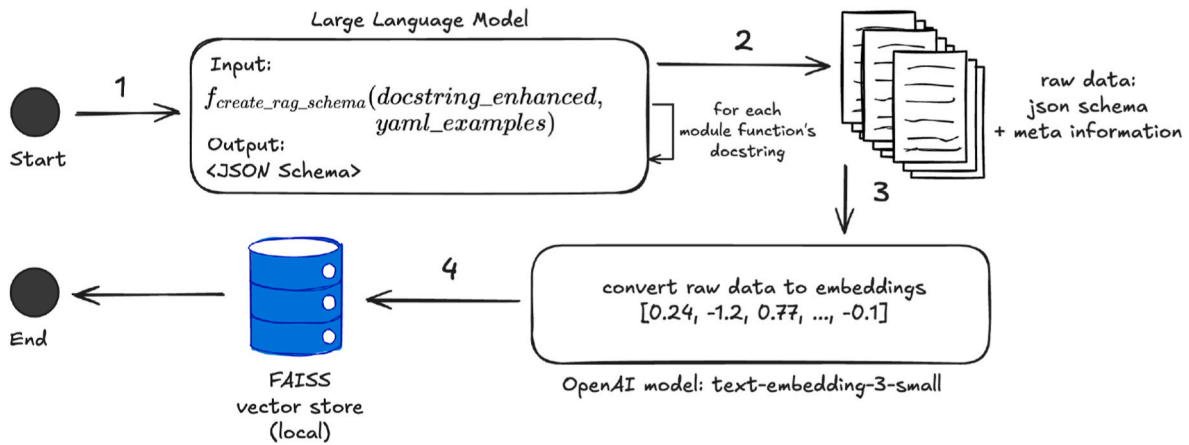 Large Language Model
1
Start
Input:
f_create_rag_schema(docstring_enhanced,
yaml_examples)
Output:
<JSON Schema>
for each
module function's
docstring
2
raw data:
json schema
+ meta information
3
convert raw data to embeddings
[0.24, -1.2, 0.77, ..., -0.1]
OpenAI model: text-embedding-3-small
4
FAISS
vector store
(local)
End